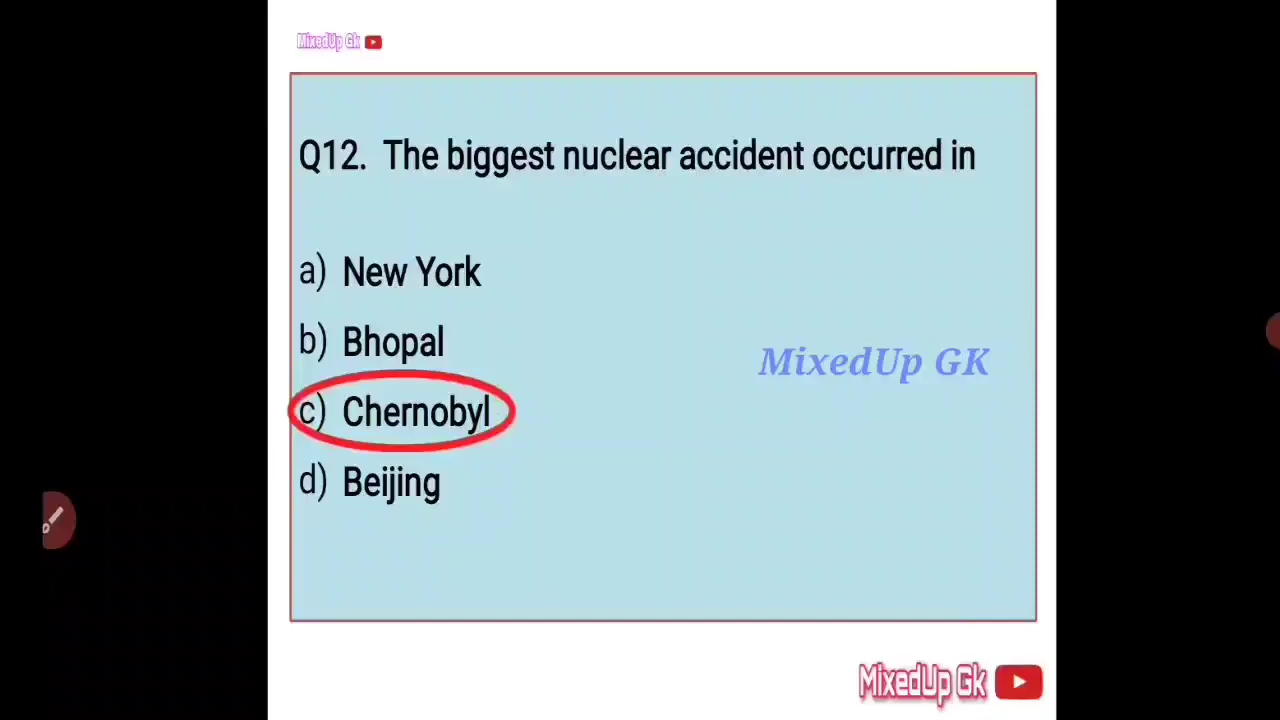 MixedUp Gk
Q12. The biggest nuclear accident occurred in
a) New York
b) Bhopal
MixedUp GK
c) Chernobyl
d) Beijing
MixedUp Gk